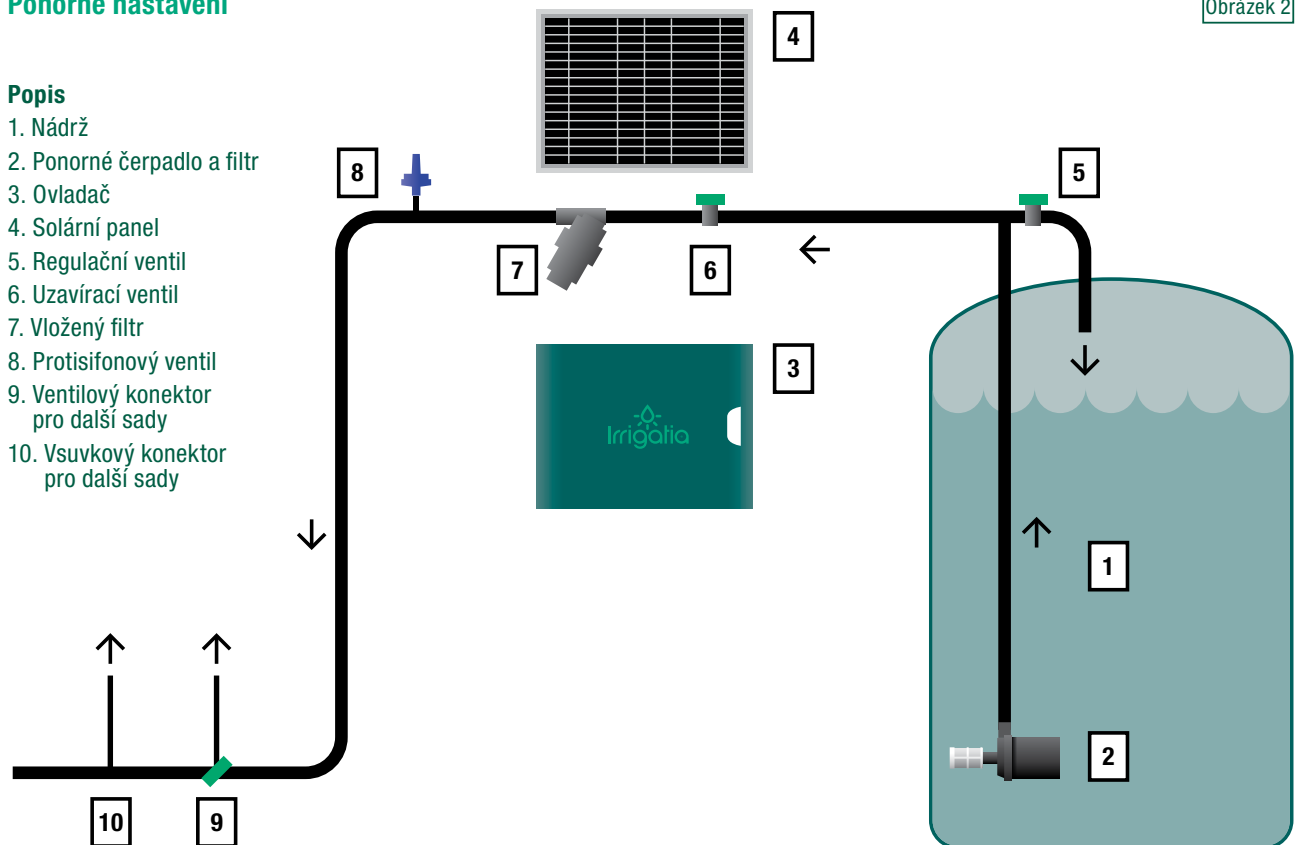 Ponorné nastavení
Obrázek 2
Popis
1. Nádrž
2. Ponorné čerpadlo a filtr
3. Ovladač
4. Solární panel
5. Regulační ventil
6. Uzavírací ventil
7. Vložený filtr
8. Protisifonový ventil
9. Ventilový konektor
pro další sady
10. Vsuvkový konektor
pro další sady
4
8
5
7
6
3
Irrigatia
1
2
10
9